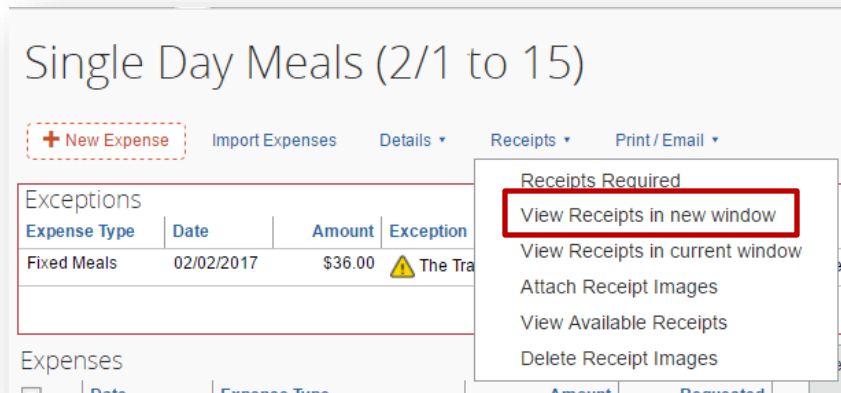 Single Day Meals (2/1 to 15)
+ New Expense Import Expenses Details Receipts Print / Email
Receipts Required
View Receipts in new window
View Receipts in current window
Attach Receipt Images
View Available Receipts
Delete Receipt Images
Exceptions
Expense Type Date Amount Exception
Fixed Meals 02/02/2017 $36.00 The Tra
Expenses
Date Expense Type Amount Requested